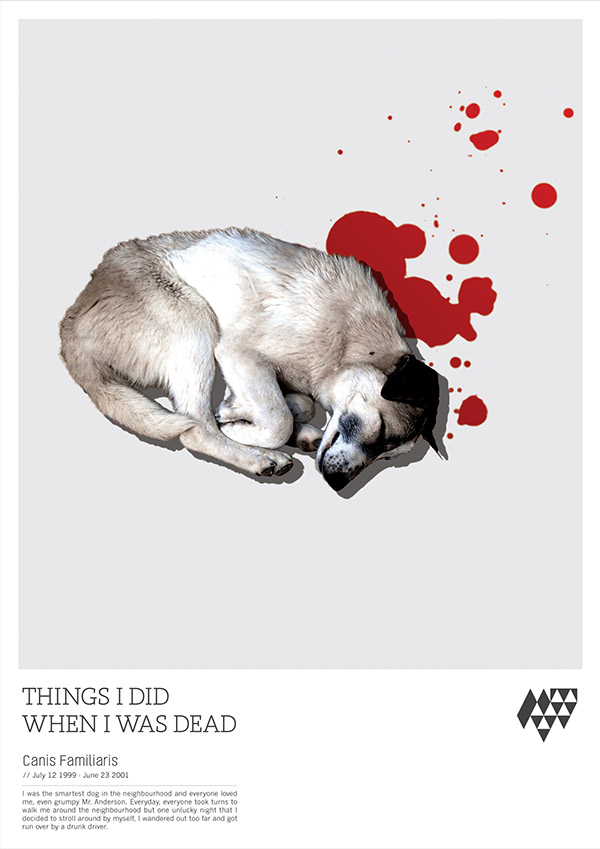 THINGS I DID
WHEN I WAS DEAD
Canis Familiaris
// July 12 1999 - June 23 2001
I was the smartest dog in the neighbourhood and everyone loved
me, even grumpy Mr. Anderson. Everyday, everyone took turns to
walk me around the neighbourhood but one unlucky night that I
decided to stroll around by myself, I wandered out too far and got
run over by a drunk driver.